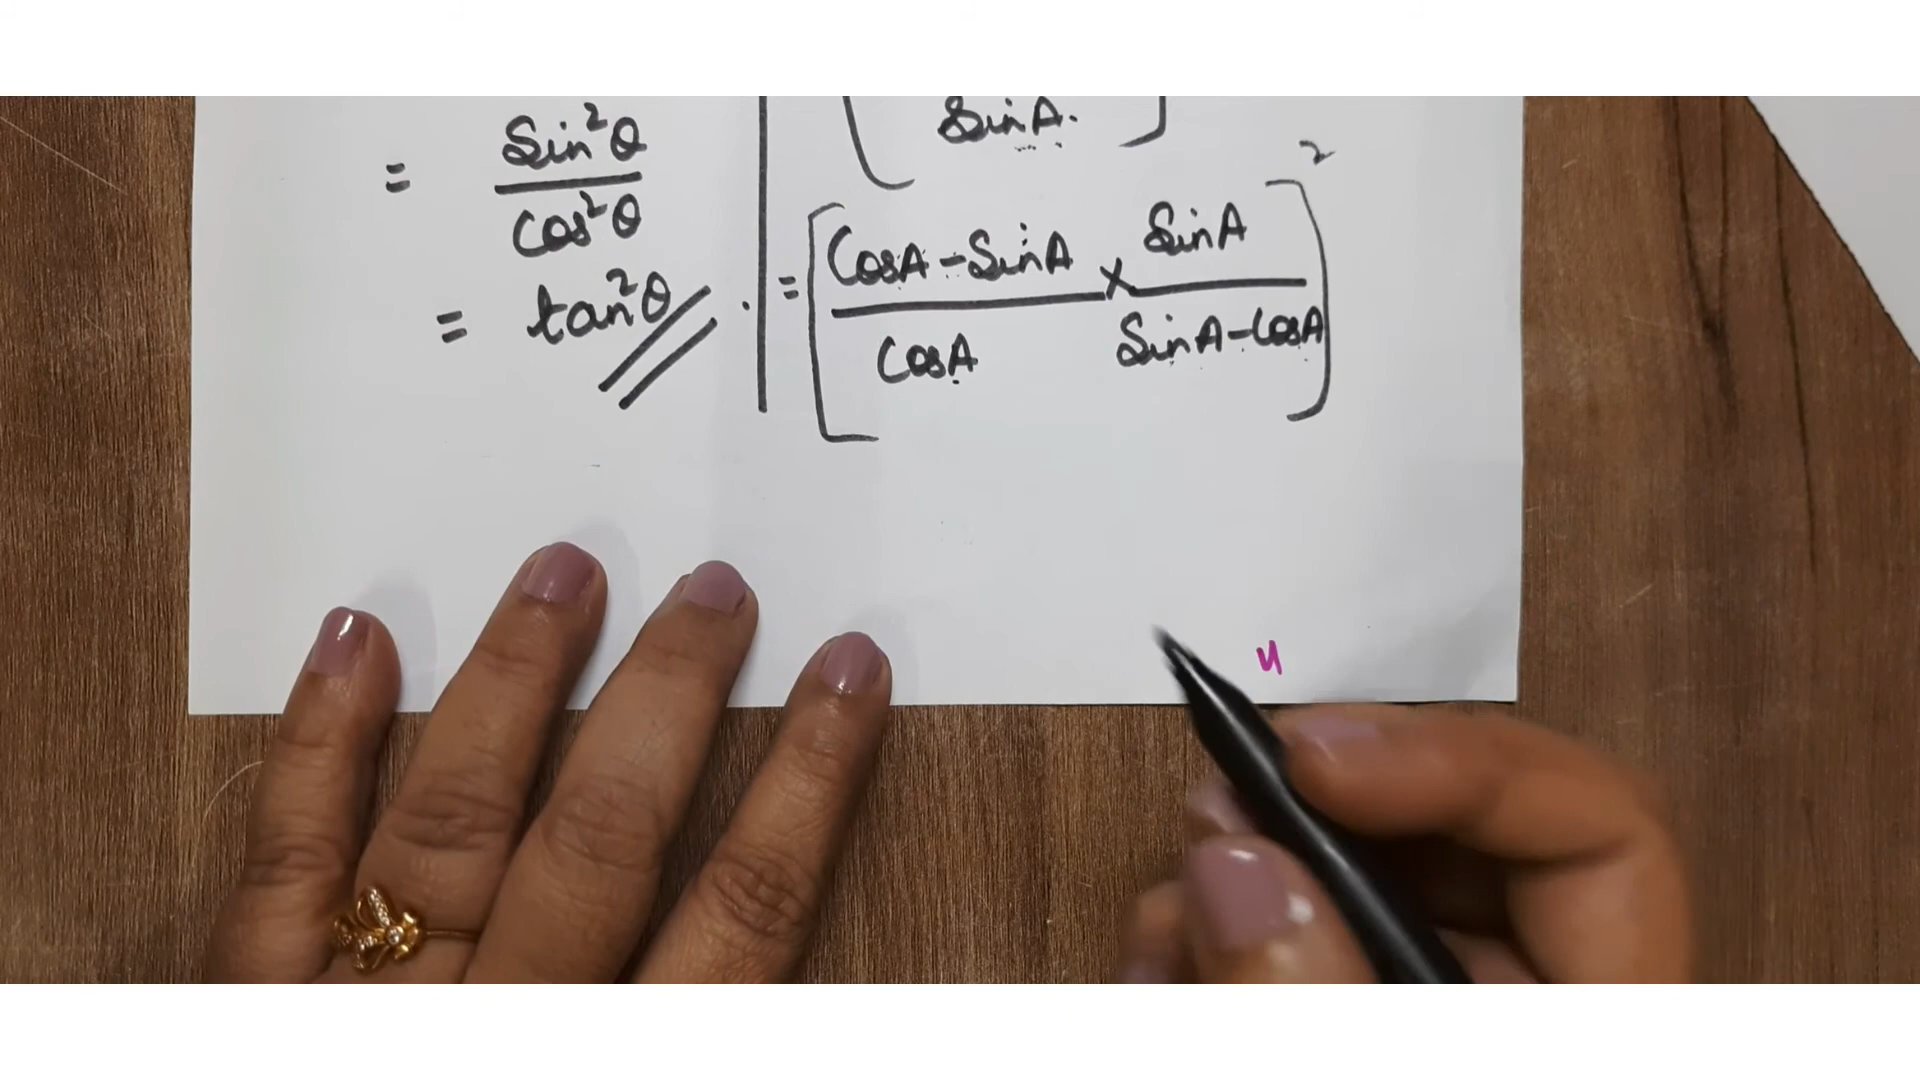 = Sin²θ / Cos²θ
= tan²θ .
SinA.
= [ CosA - SinA / CosA × SinA / SinA - CosA ]²